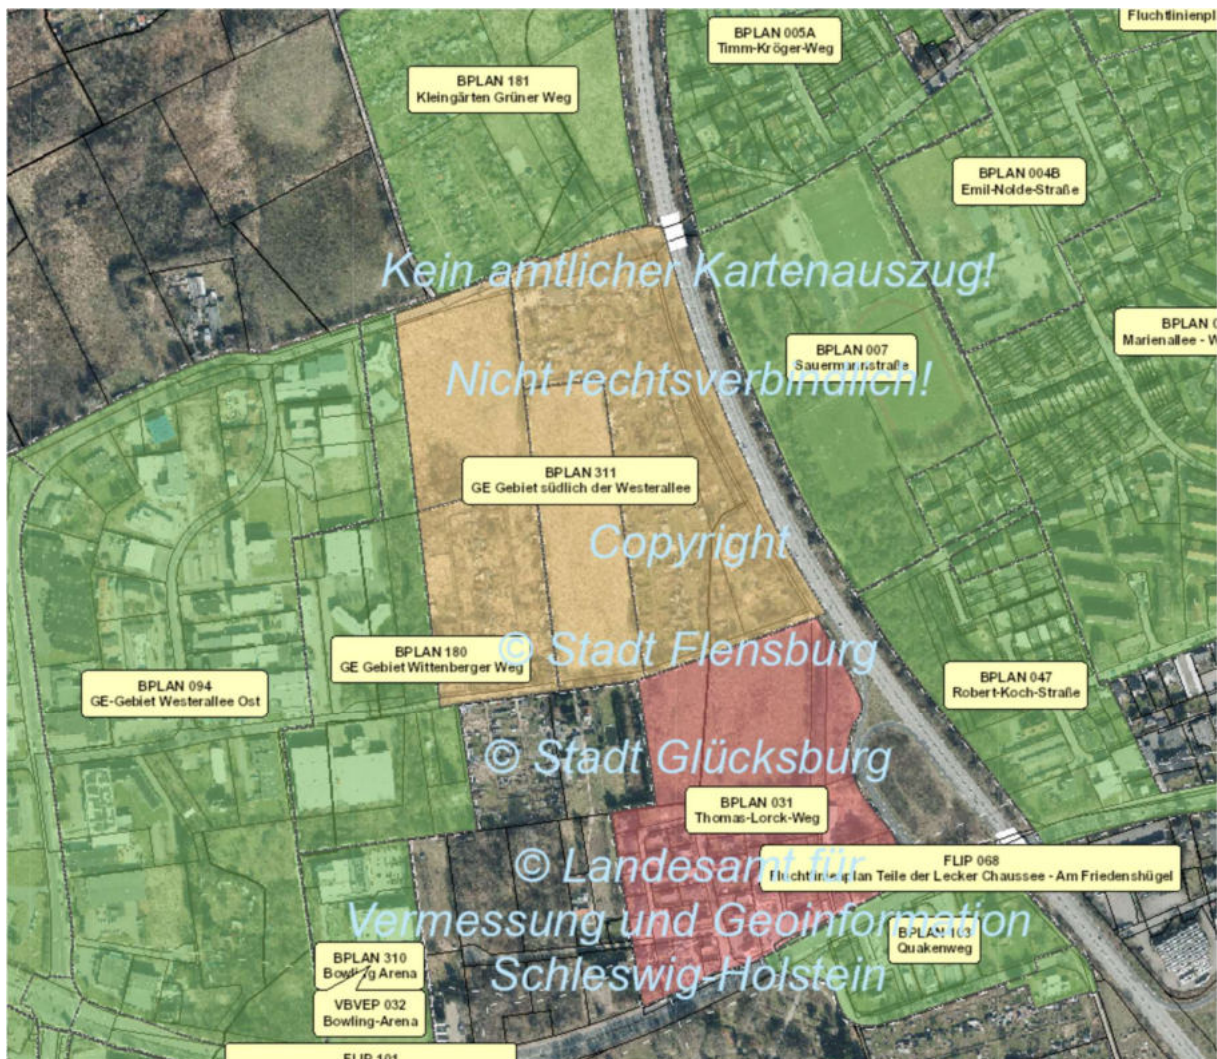 Fluchtlinienpl
BPLAN 005A
Timm-Kröger-Weg
BPLAN 181
Kleingärten Grüner Weg
BPLAN 004B
Emil-Nolde-Straße
Kein amtlicher Kartenauszug!
BPLAN 007
Sauermannstraße
BPLAN
Marienallee - W
Nicht rechtsverbindlich!
BPLAN 311
GE Gebiet südlich der Westerallee
Copyright
BPLAN 180
GE Gebiet Wittenberger Weg
© Stadt Flensburg
BPLAN 094
GE-Gebiet Westerallee Ost
BPLAN 047
Robert-Koch-Straße
© Stadt Glücksburg
BPLAN 031
Thomas-Lorck-Weg
© Landesamt für
FLIP 068
Fluchtlinienplan Teile der Lecker Chaussee - Am Friedenshügel
Vermessung und Geoinformation
BPLAN 103
Quakenweg
Schleswig-Holstein
BPLAN 310
Bowling Arena
VBVEP 032
Bowling-Arena
FLIP 101